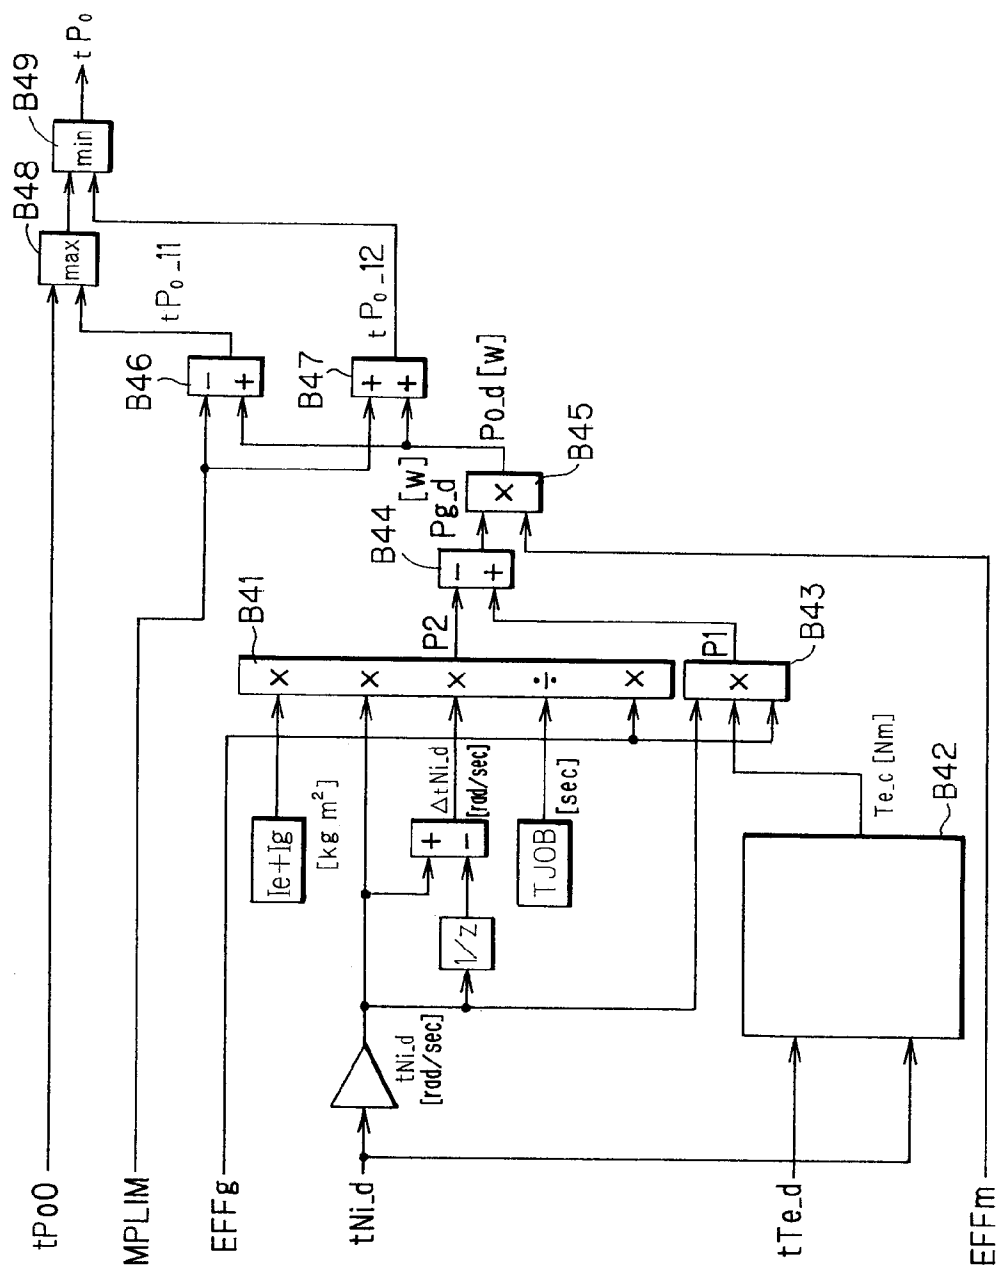 tPo0
MPLIM
EFFg
tNi_d
tTe_d
EFFm
tNi_d
[rad/sec]
1/z
+
−
Ie+Ig
[kg m²]
ΔtNi_d
[rad/sec]
TJOB
[sec]
Te_c [Nm]
B42
B41
×
×
×
÷
×
P2
×
P1
B43
B44
−
+
Pg_d
[W]
×
B45
Po_d [W]
B46
−
+
B47
+
+
tPo_11
tPo_12
max
B48
min
B49
tPo